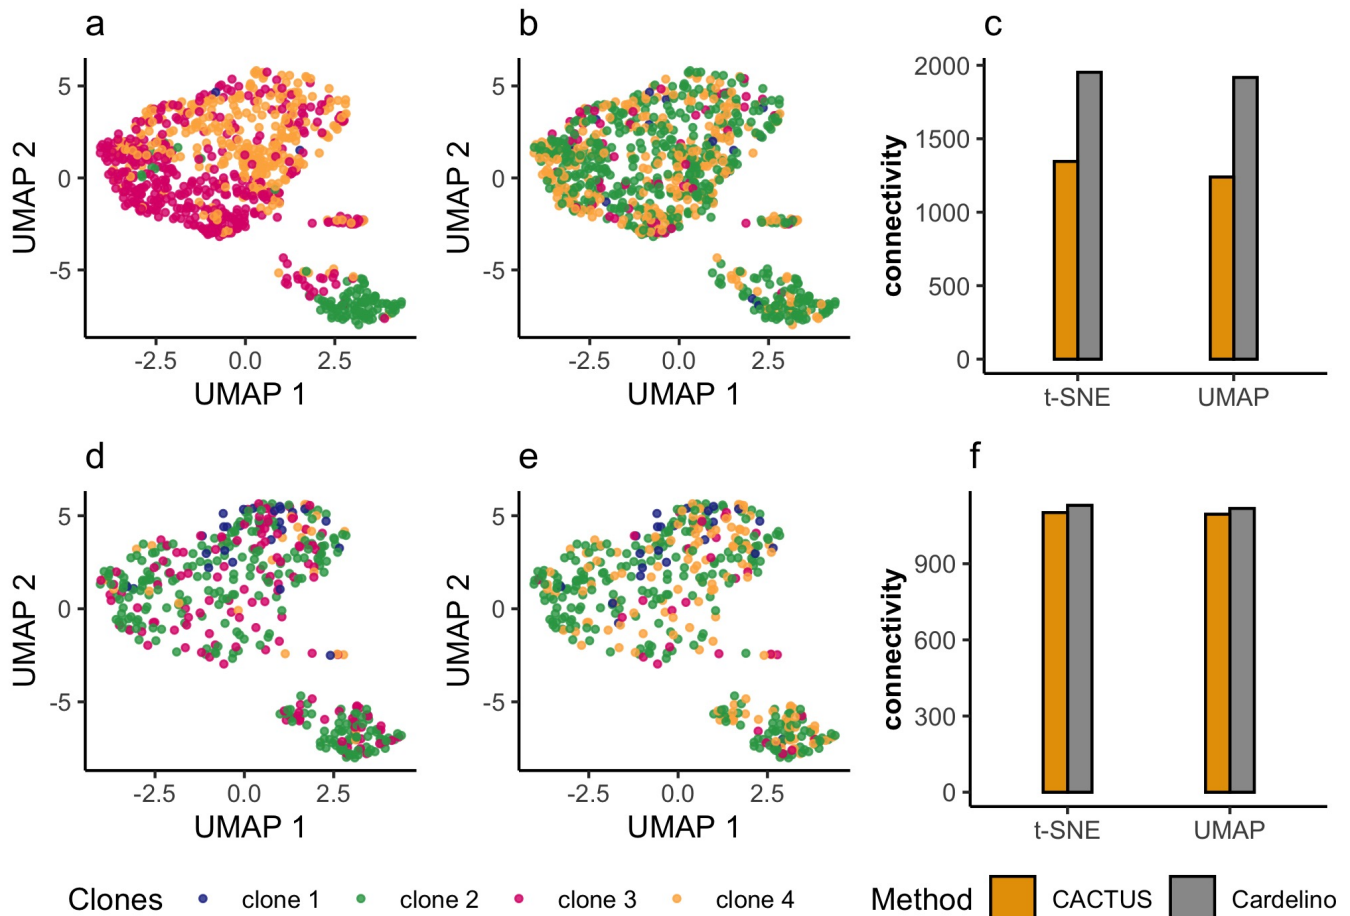 a
5
0
-5
UMAP 2
-2.5 0.0 2.5
UMAP 1
b
5
0
-5
UMAP 2
-2.5 0.0 2.5
UMAP 1
c
2000
1500
1000
500
0
connectivity
t-SNE UMAP
d
5
0
-5
UMAP 2
-2.5 0.0 2.5
UMAP 1
e
5
0
-5
UMAP 2
-2.5 0.0 2.5
UMAP 1
f
900
600
300
0
connectivity
t-SNE UMAP
Clones clone 1 clone 2 clone 3 clone 4
Method CACTUS Cardelino